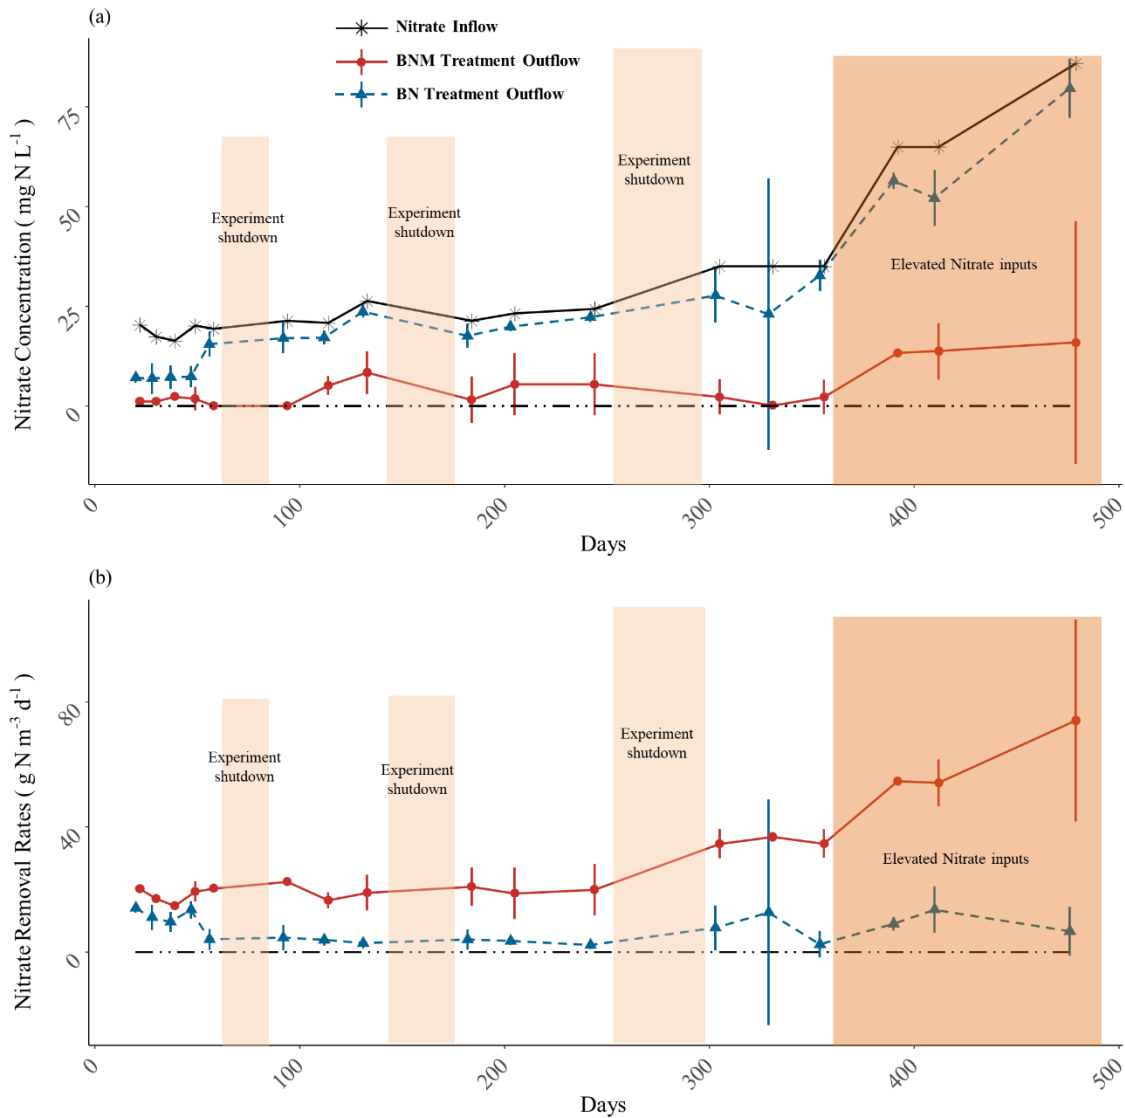 (a)
Nitrate Inflow
BNM Treatment Outflow
BN Treatment Outflow
Nitrate Concentration ( mg N L⁻¹ )
75
50
25
0
Experiment
shutdown
Experiment
shutdown
Experiment
shutdown
Elevated Nitrate inputs
0
100
200
300
400
500
Days
(b)
Nitrate Removal Rates ( g N m⁻³ d⁻¹ )
80
40
0
Experiment
shutdown
Experiment
shutdown
Experiment
shutdown
Elevated Nitrate inputs
0
100
200
300
400
500
Days